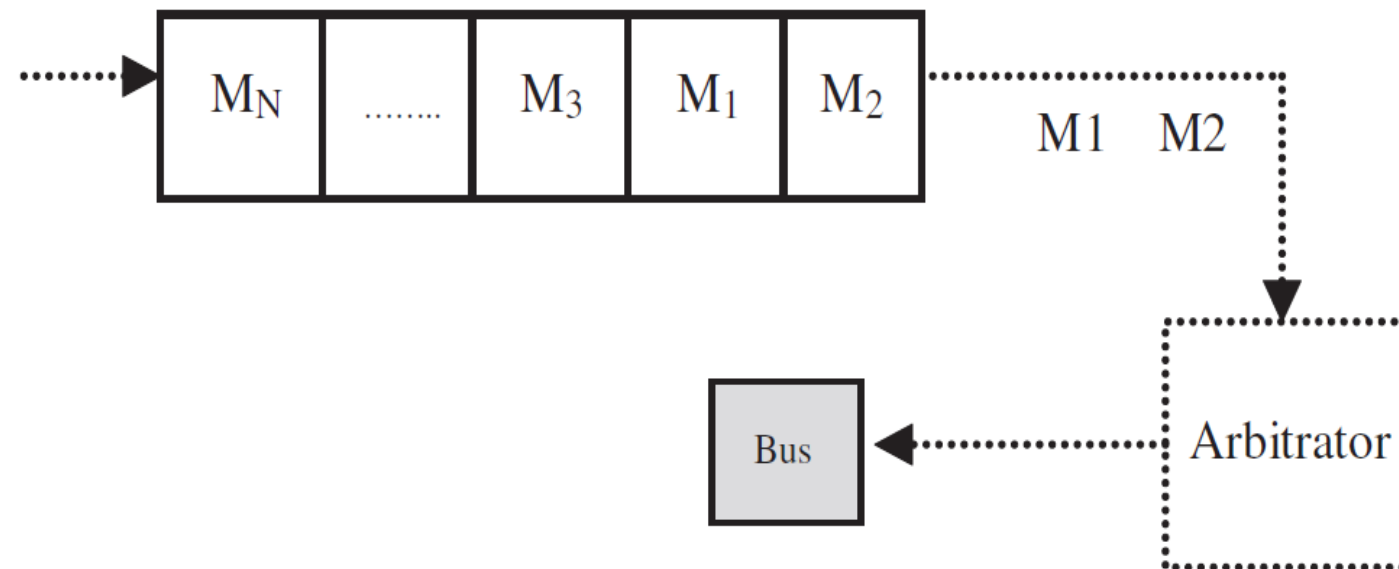 M_N ........ M_3 M_1 M_2
M1 M2
Bus
Arbitrator